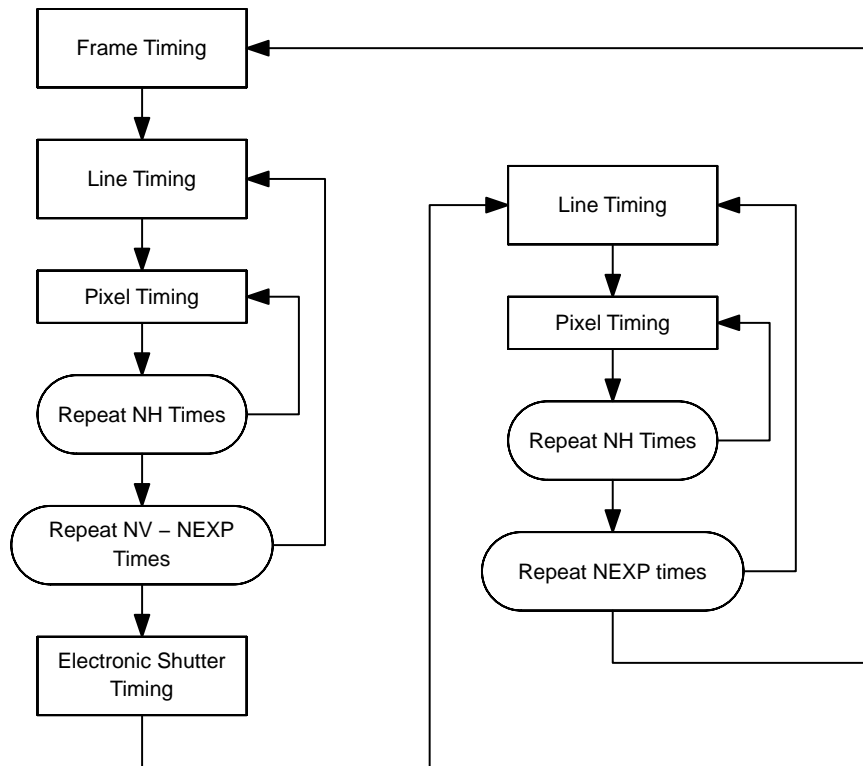 Frame Timing
Line Timing
Pixel Timing
Repeat NH Times
Repeat NV – NEXP
Times
Electronic Shutter
Timing
Line Timing
Pixel Timing
Repeat NH Times
Repeat NEXP times